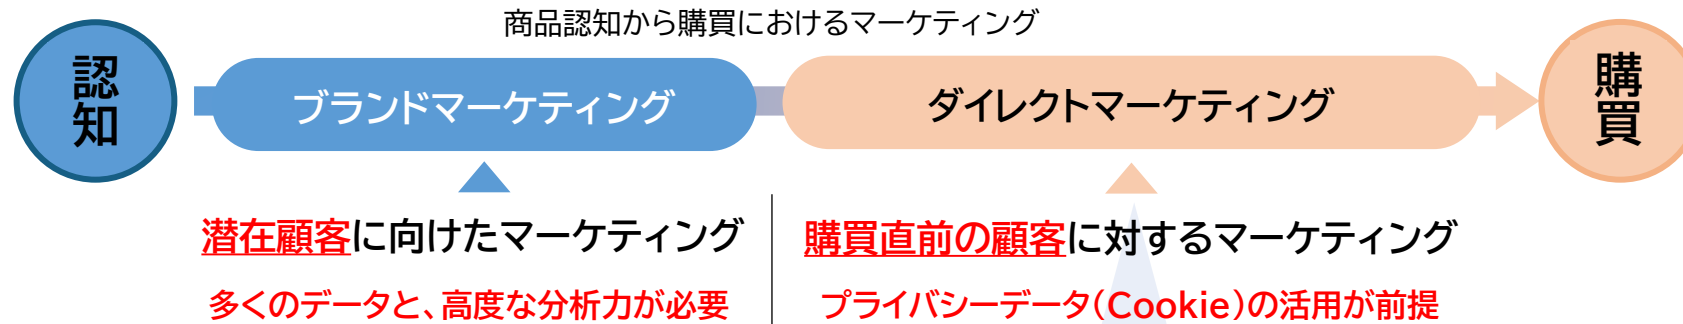 商品認知から購買におけるマーケティング
認知
ブランドマーケティング
ダイレクトマーケティング
購買
潜在顧客に向けたマーケティング
購買直前の顧客に対するマーケティング
多くのデータと、高度な分析力が必要
プライバシーデータ(Cookie)の活用が前提